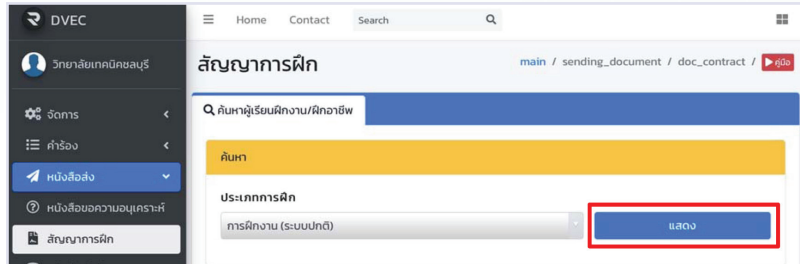 DVEC
Home Contact Search
วิทยาลัยเทคนิคชลบุรี
สัญญาการฝึก
main / sending_document / doc_contract / คู่มือ
จัดการ
คำร้อง
หนังสือส่ง
หนังสือขอความอนุเคราะห์
สัญญาการฝึก
ค้นหาผู้เรียนฝึกงาน/ฝึกอาชีพ
ค้นหา
ประเภทการฝึก
การฝึกงาน (ระบบปกติ)
แสดง